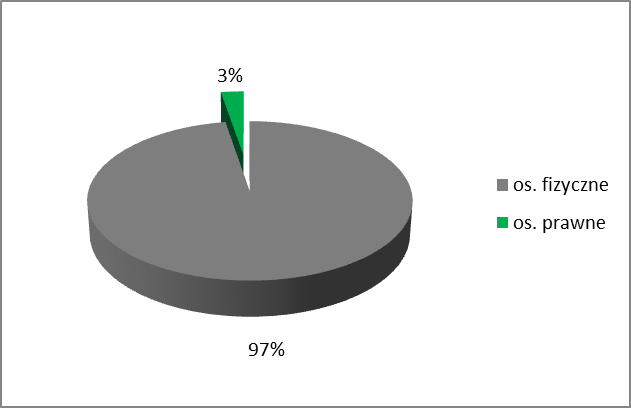 3%
os. fizyczne
os. prawne
97%